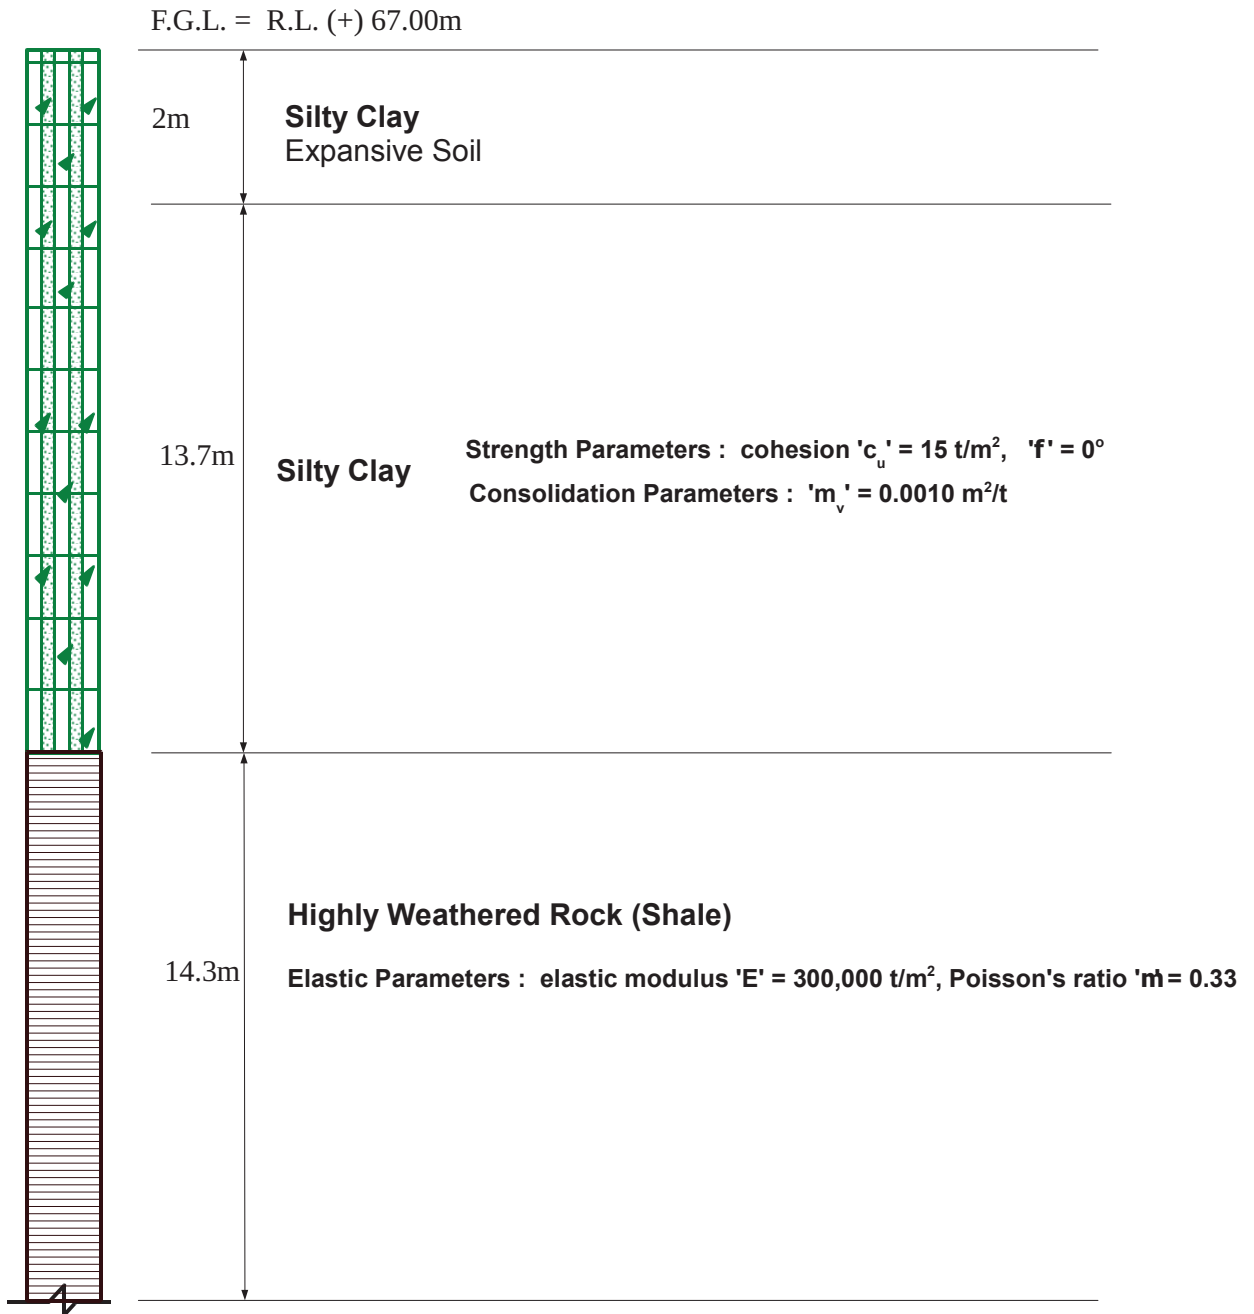 F.G.L. = R.L. (+) 67.00m
2m
Silty Clay
Expansive Soil
13.7m
Silty Clay
Strength Parameters : cohesion 'c_u' = 15 t/m², 'f' = 0°
Consolidation Parameters : 'm_v' = 0.0010 m²/t
Highly Weathered Rock (Shale)
14.3m
Elastic Parameters : elastic modulus 'E' = 300,000 t/m², Poisson's ratio 'm' = 0.33